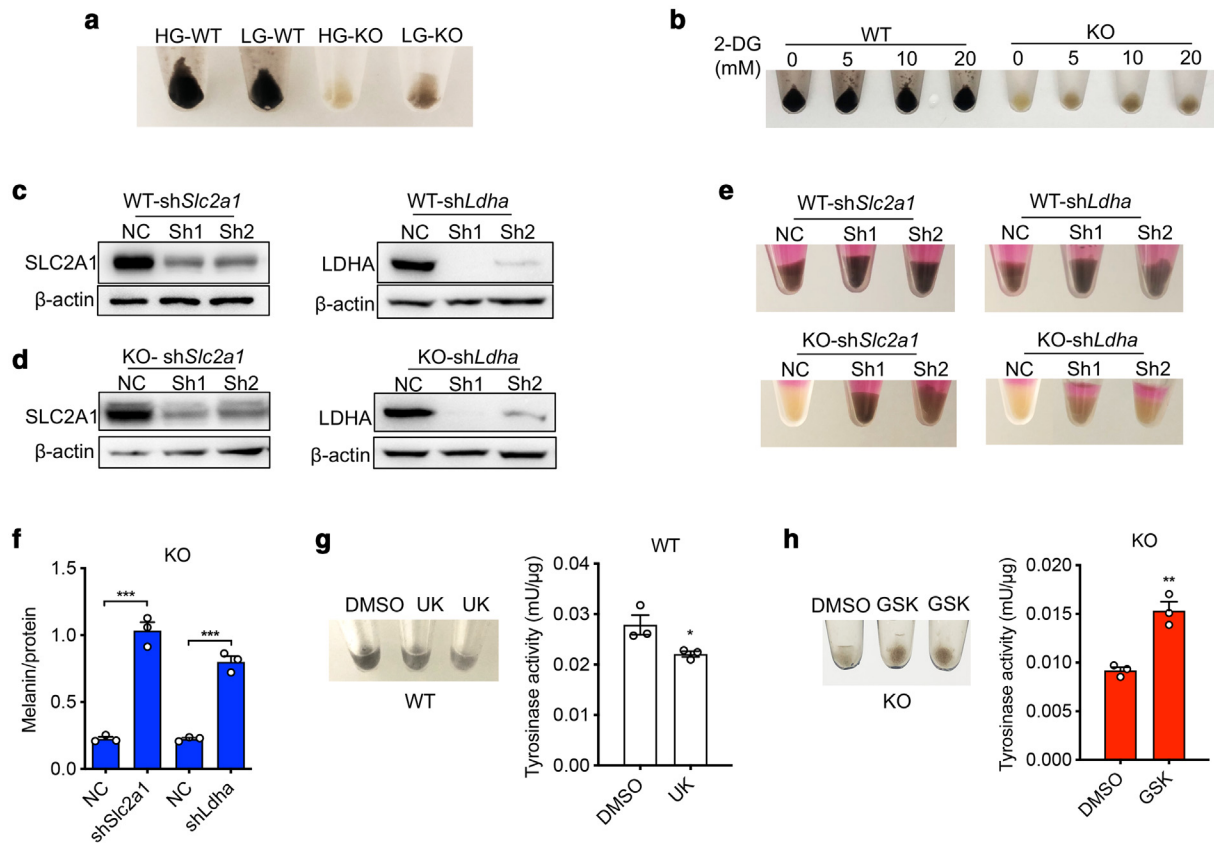 a
HG-WT LG-WT HG-KO LG-KO
b
2-DG (mM)
WT KO
0 5 10 20 0 5 10 20
c
WT-shSlc2a1
NC Sh1 Sh2
SLC2A1
β-actin
WT-shLdha
NC Sh1 Sh2
LDHA
β-actin
d
KO- shSlc2a1
NC Sh1 Sh2
SLC2A1
β-actin
KO-shLdha
NC Sh1 Sh2
LDHA
β-actin
e
WT-shSlc2a1
NC Sh1 Sh2
WT-shLdha
NC Sh1 Sh2
KO-shSlc2a1
NC Sh1 Sh2
KO-shLdha
NC Sh1 Sh2
f
KO
Melanin/protein
1.5
1.0
0.5
0.0
*** ***
NC shSlc2a1 NC shLdha
g
DMSO UK UK
WT
WT
Tyrosinase activity (mU/μg)
0.04
0.03
0.02
0.01
0.00
*
DMSO UK
h
DMSO GSK GSK
KO
KO
Tyrosinase activity (mU/μg)
0.020
0.015
0.010
0.005
0.000
**
DMSO GSK